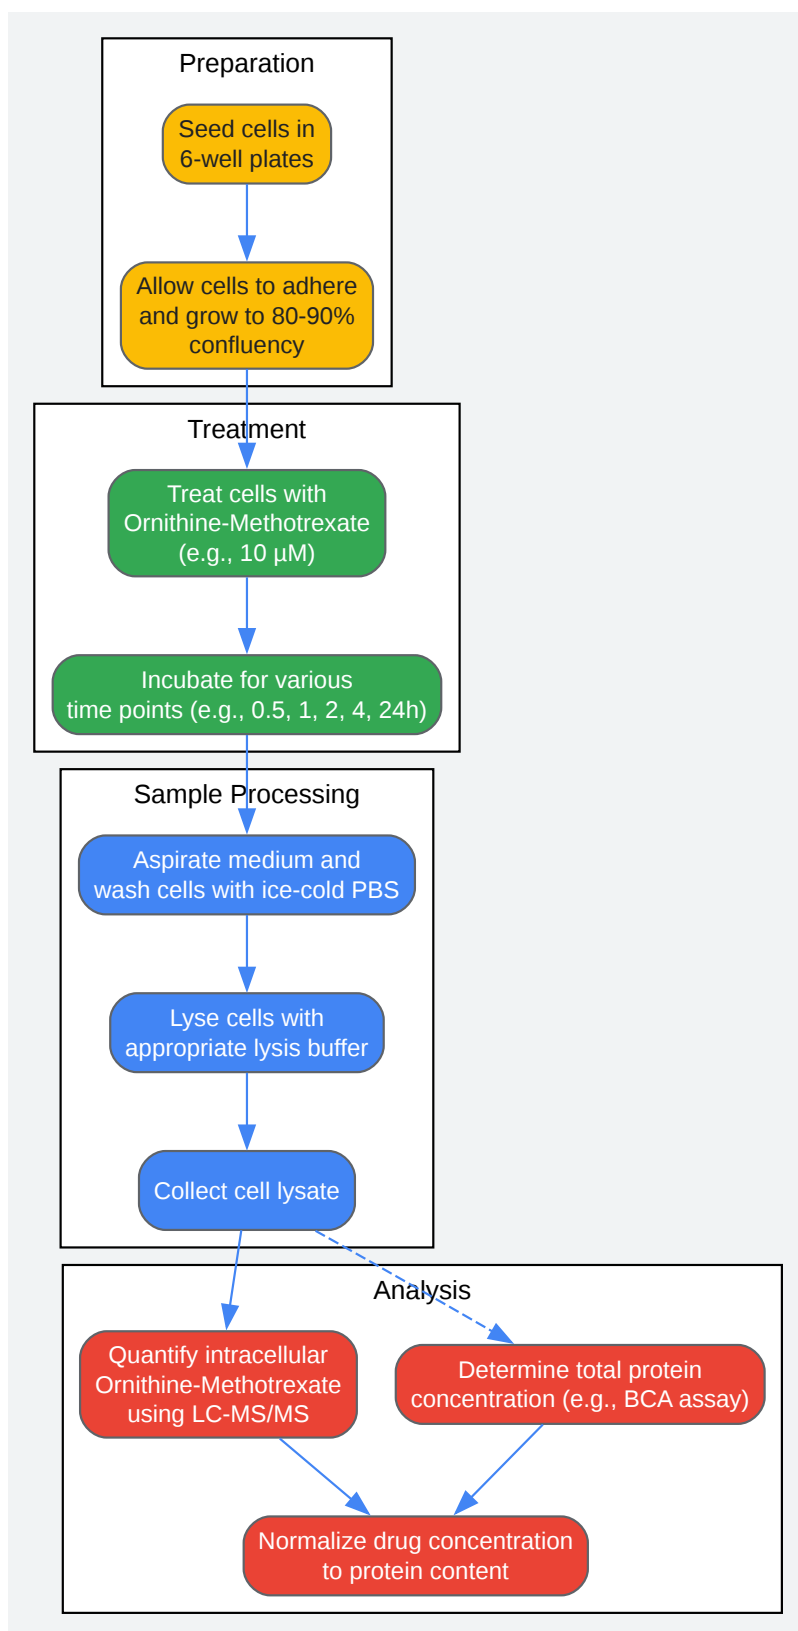 Preparation
Seed cells in
6-well plates
Allow cells to adhere
and grow to 80-90%
confluency
Treatment
Treat cells with
Ornithine-Methotrexate
(e.g., 10 µM)
Incubate for various
time points (e.g., 0.5, 1, 2, 4, 24h)
Sample Processing
Aspirate medium and
wash cells with ice-cold PBS
Lyse cells with
appropriate lysis buffer
Collect cell lysate
Analysis
Quantify intracellular
Ornithine-Methotrexate
using LC-MS/MS
Determine total protein
concentration (e.g., BCA assay)
Normalize drug concentration
to protein content